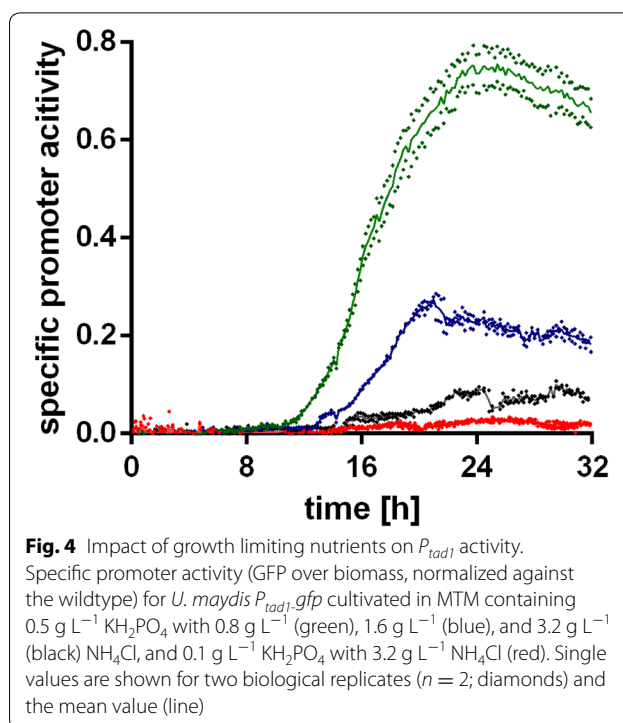 0.8
0.6
0.4
0.2
0.0
specific promoter acitivity
0 8 16 24 32
time [h]
Fig. 4 Impact of growth limiting nutrients on Ptad1 activity.
Specific promoter activity (GFP over biomass, normalized against
the wildtype) for U. maydis Ptad1-gfp cultivated in MTM containing
0.5 g L−1 KH2PO4 with 0.8 g L−1 (green), 1.6 g L−1 (blue), and 3.2 g L−1
(black) NH4Cl, and 0.1 g L−1 KH2PO4 with 3.2 g L−1 NH4Cl (red). Single
values are shown for two biological replicates (n = 2; diamonds) and
the mean value (line)